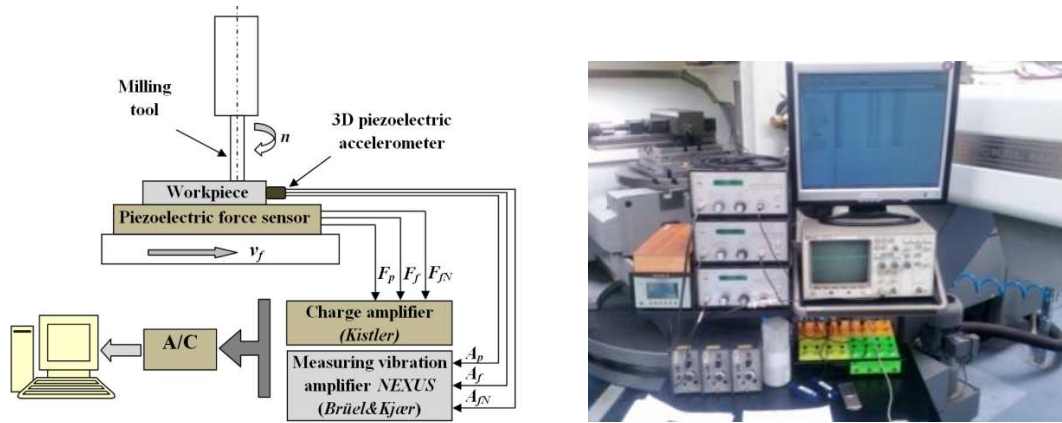 Milling
tool
n
3D piezoelectric
accelerometer
Workpiece
Piezoelectric force sensor
v_f
F_p F_f F_fN
Charge amplifier
(Kistler)
A/C
Measuring vibration
amplifier NEXUS
(Brüel&Kjær)
A_p
A_f
A_fN